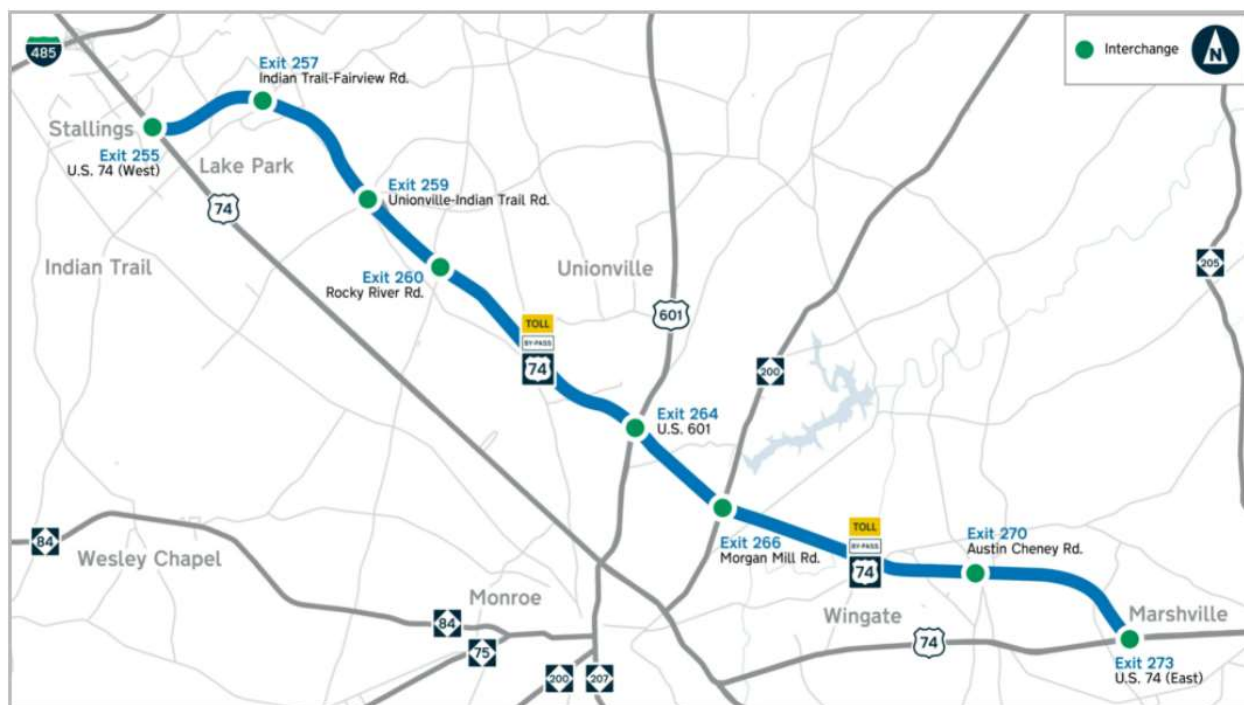 485
Exit 257
Indian Trail-Fairview Rd.
Interchange
N
Stallings
Exit 255
U.S. 74 (West)
Lake Park
74
Exit 259
Unionville-Indian Trail Rd.
Indian Trail
Exit 260
Rocky River Rd.
Unionville
205
601
TOLL
BY-PASS
74
200
Exit 264
U.S. 601
84
Wesley Chapel
Exit 266
Morgan Mill Rd.
TOLL
BY-PASS
74
Exit 270
Austin Cheney Rd.
Monroe
84
75
200
207
Wingate
74
Marshville
Exit 273
U.S. 74 (East)